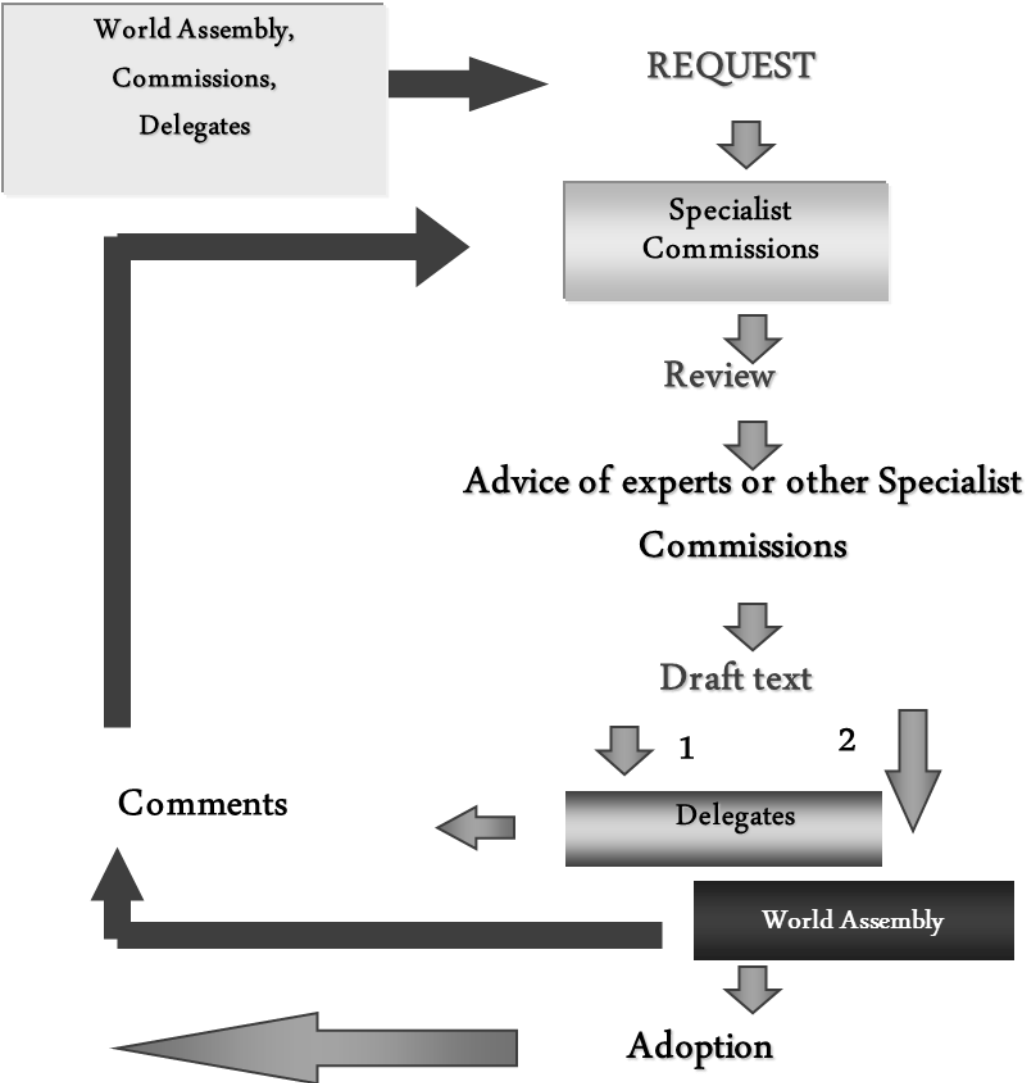 World Assembly,
Commissions,
Delegates
REQUEST
Specialist
Commissions
Review
Advice of experts or other Specialist
Commissions
Draft text
1
2
Delegates
Comments
World Assembly
Adoption